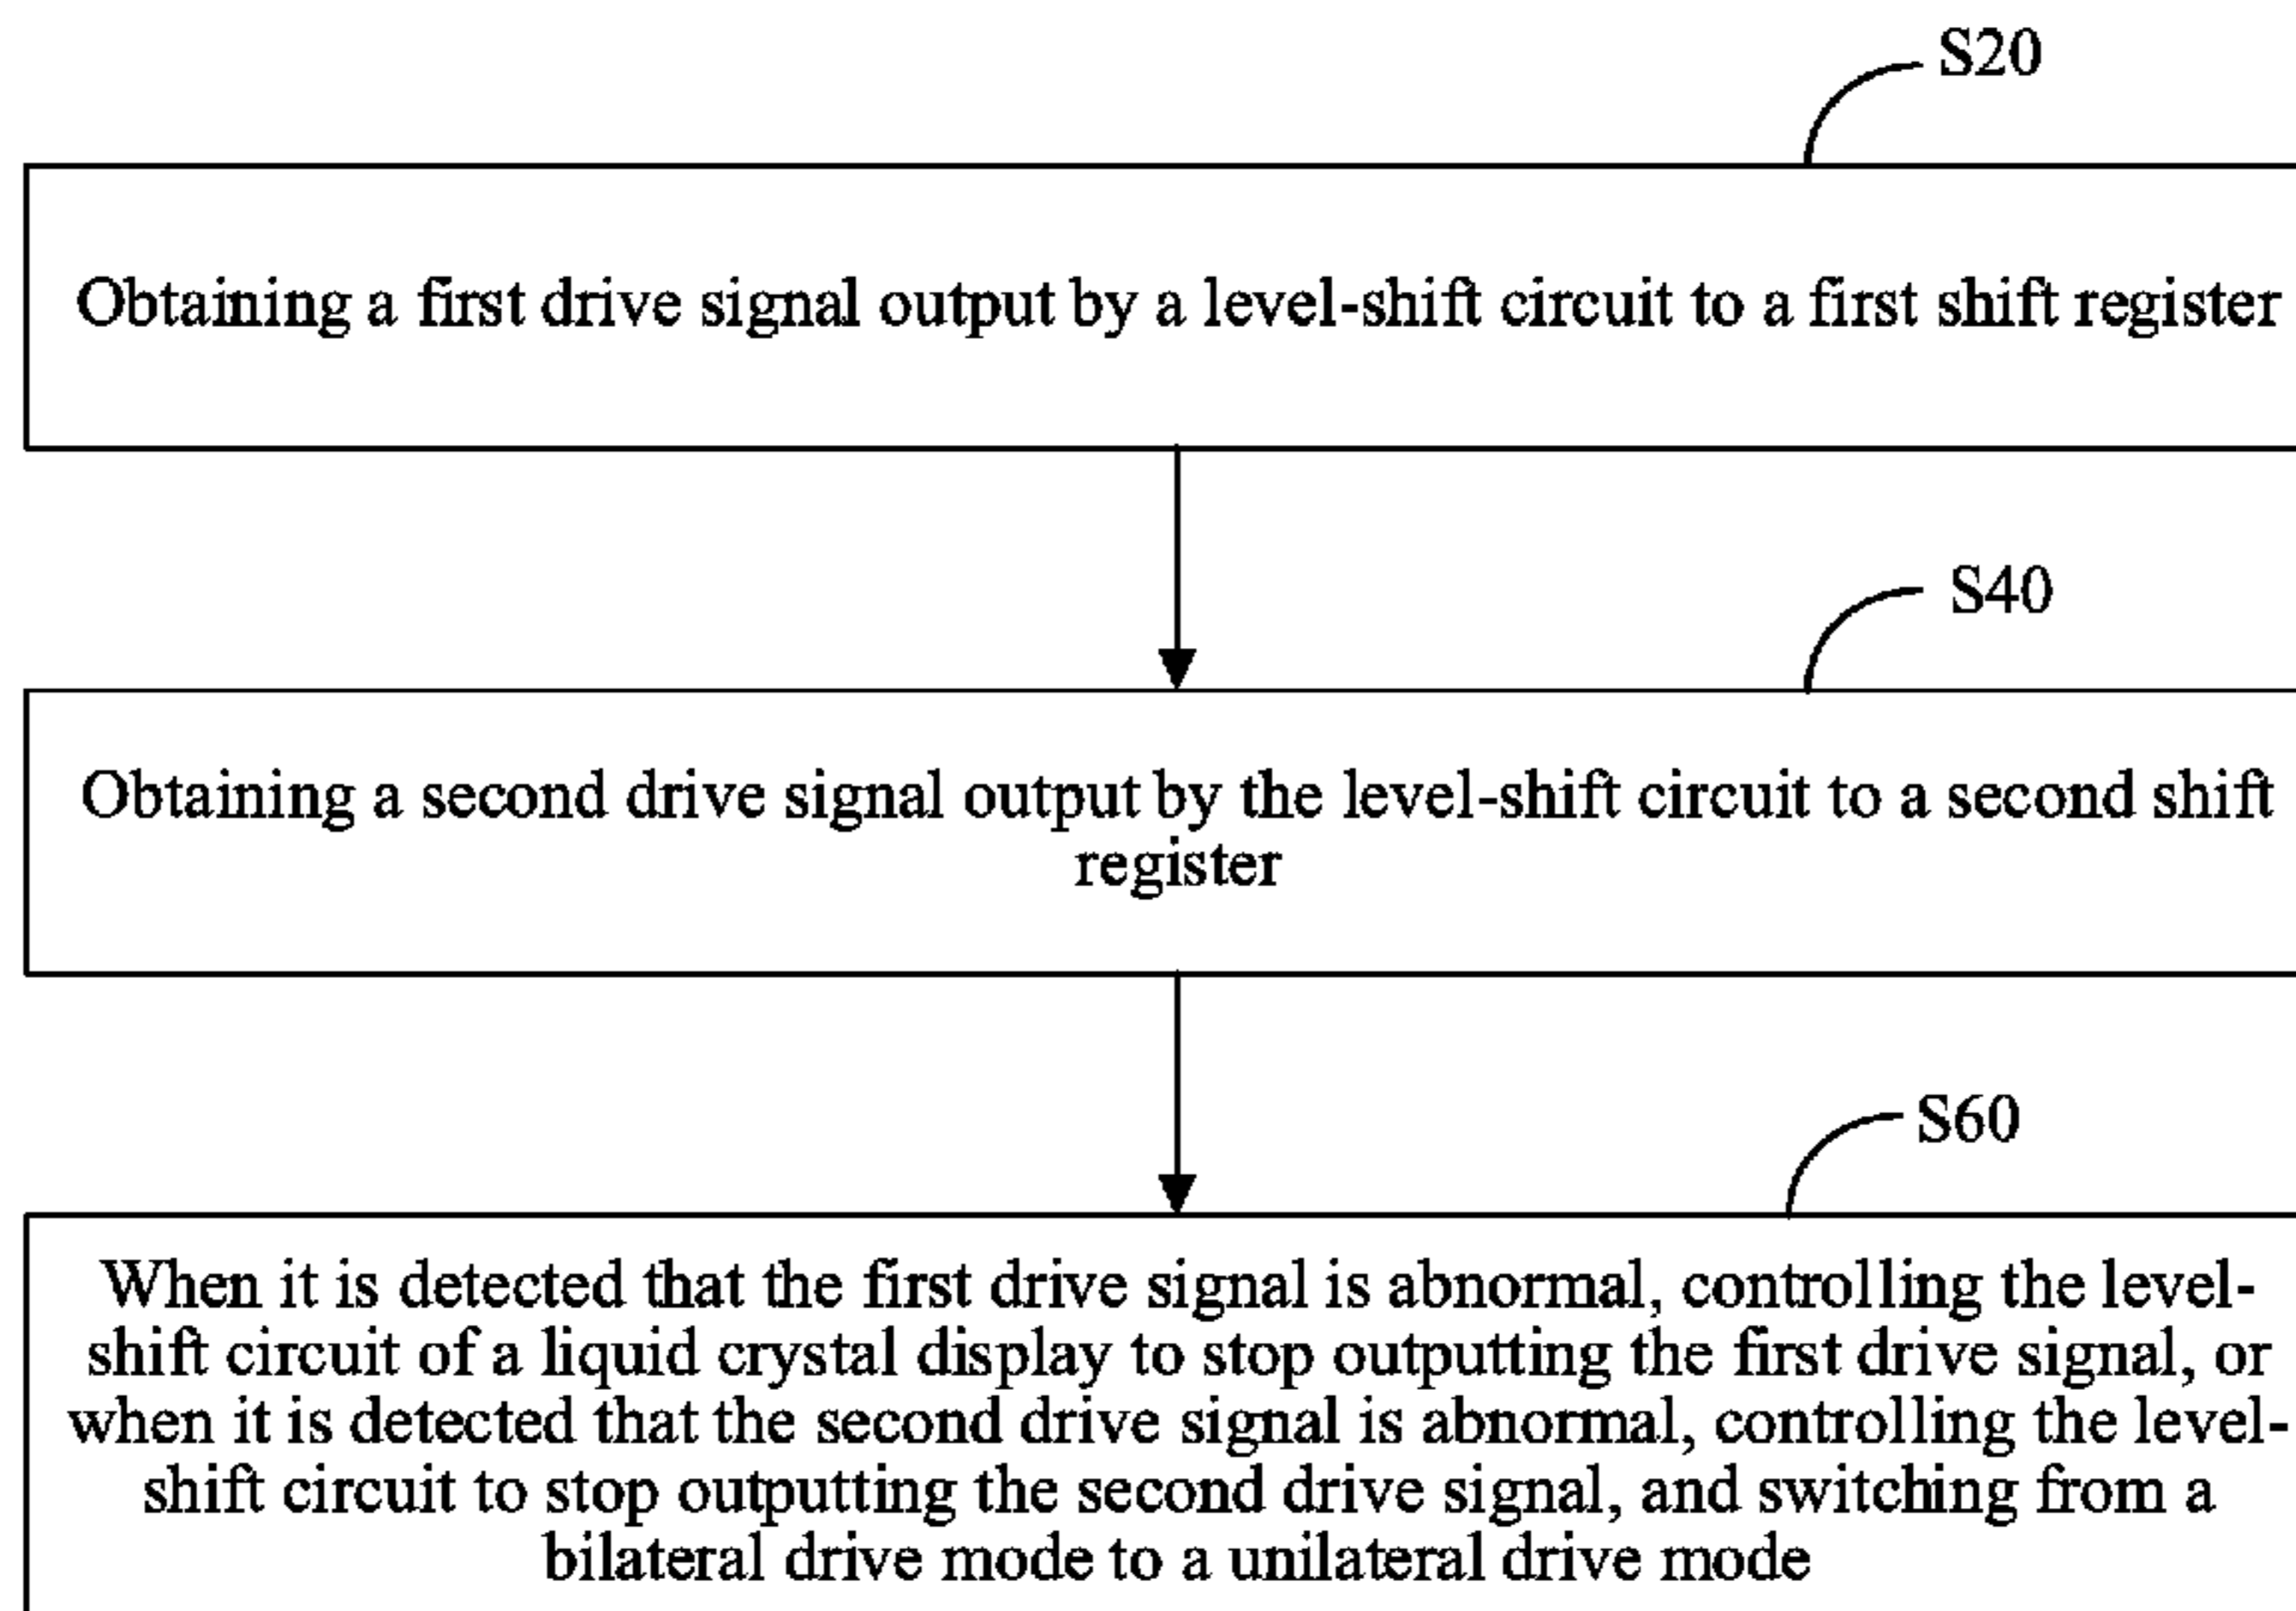 S20
Obtaining a first drive signal output by a level-shift circuit to a first shift register
S40
Obtaining a second drive signal output by the level-shift circuit to a second shift
register
S60
When it is detected that the first drive signal is abnormal, controlling the level-
shift circuit of a liquid crystal display to stop outputting the first drive signal, or
when it is detected that the second drive signal is abnormal, controlling the level-
shift circuit to stop outputting the second drive signal, and switching from a
bilateral drive mode to a unilateral drive mode